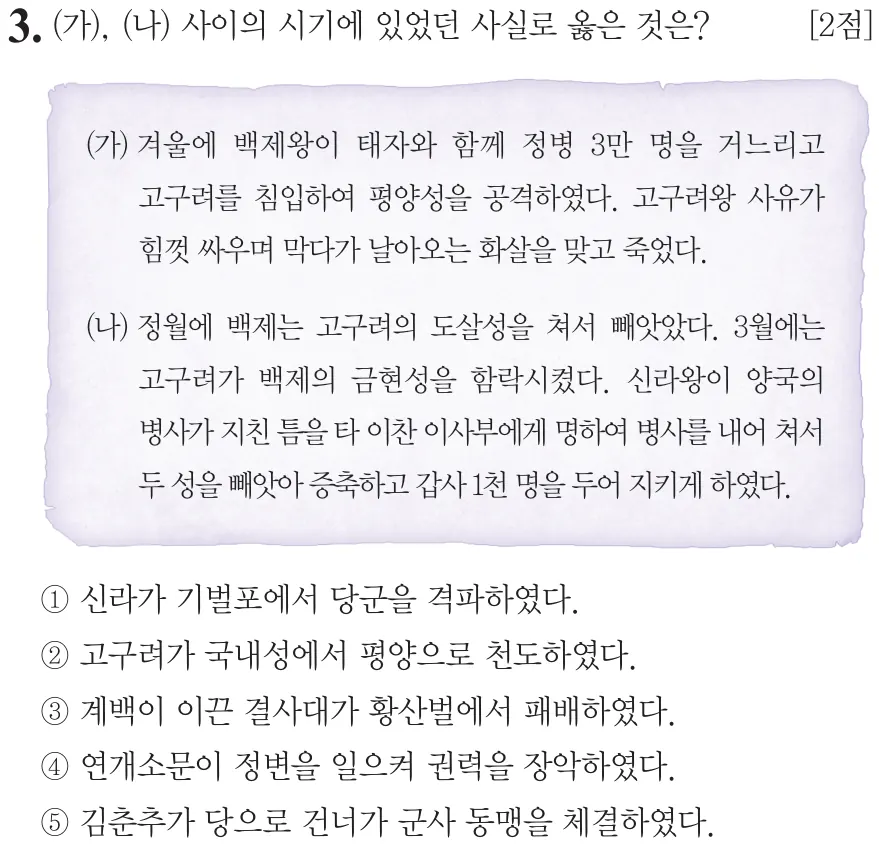 3. (가), (나) 사이의 시기에 있었던 사실로 옳은 것은? [2점]
(가) 겨울에 백제왕이 태자와 함께 정병 3만 명을 거느리고
고구려를 침입하여 평양성을 공격하였다. 고구려왕 사유가
힘껏 싸우며 막다가 날아오는 화살을 맞고 죽었다.
(나) 정월에 백제는 고구려의 도살성을 쳐서 빼앗았다. 3월에는
고구려가 백제의 금현성을 함락시켰다. 신라왕이 양국의
병사가 지친 틈을 타 이찬 이사부에게 명하여 병사를 내어 쳐서
두 성을 빼앗아 증축하고 갑사 1천 명을 두어 지키게 하였다.
① 신라가 기벌포에서 당군을 격파하였다.
② 고구려가 국내성에서 평양으로 천도하였다.
③ 계백이 이끈 결사대가 황산벌에서 패배하였다.
④ 연개소문이 정변을 일으켜 권력을 장악하였다.
⑤ 김춘추가 당으로 건너가 군사 동맹을 체결하였다.